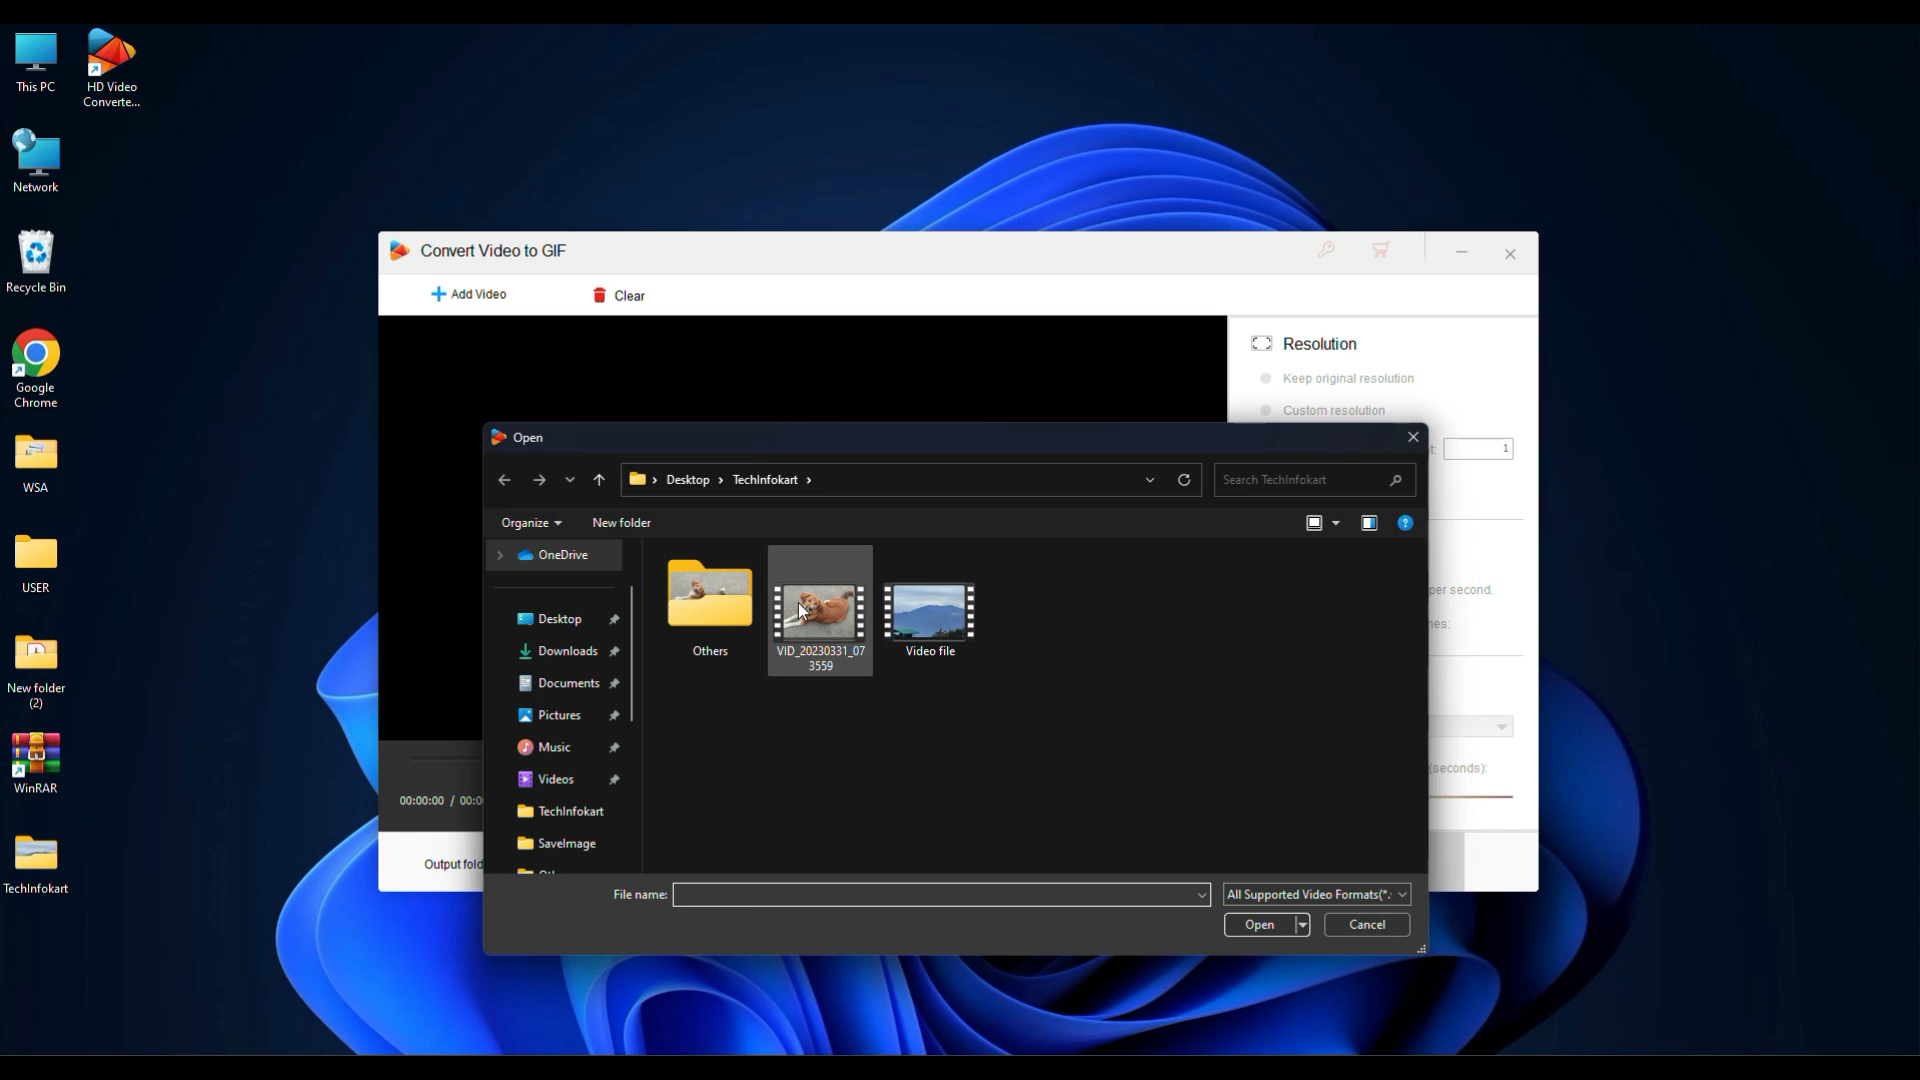 This PC
HD Video
Converte...
Network
Recycle Bin
Google
Chrome
WSA
USER
New folder
(2)
WinRAR
TechInfokart
Convert Video to GIF
Add Video
Clear
Resolution
Keep original resolution
Custom resolution
1
per second.
(seconds):
00:00:00 / 00:0
Output fold
Open
Desktop
TechInfokart
Search TechInfokart
Organize
New folder
OneDrive
Desktop
Downloads
Documents
Pictures
Music
Videos
TechInfokart
SaveImage
Others
VID_20230331_07
3559
Video file
File name:
All Supported Video Formats(*.
Open
Cancel